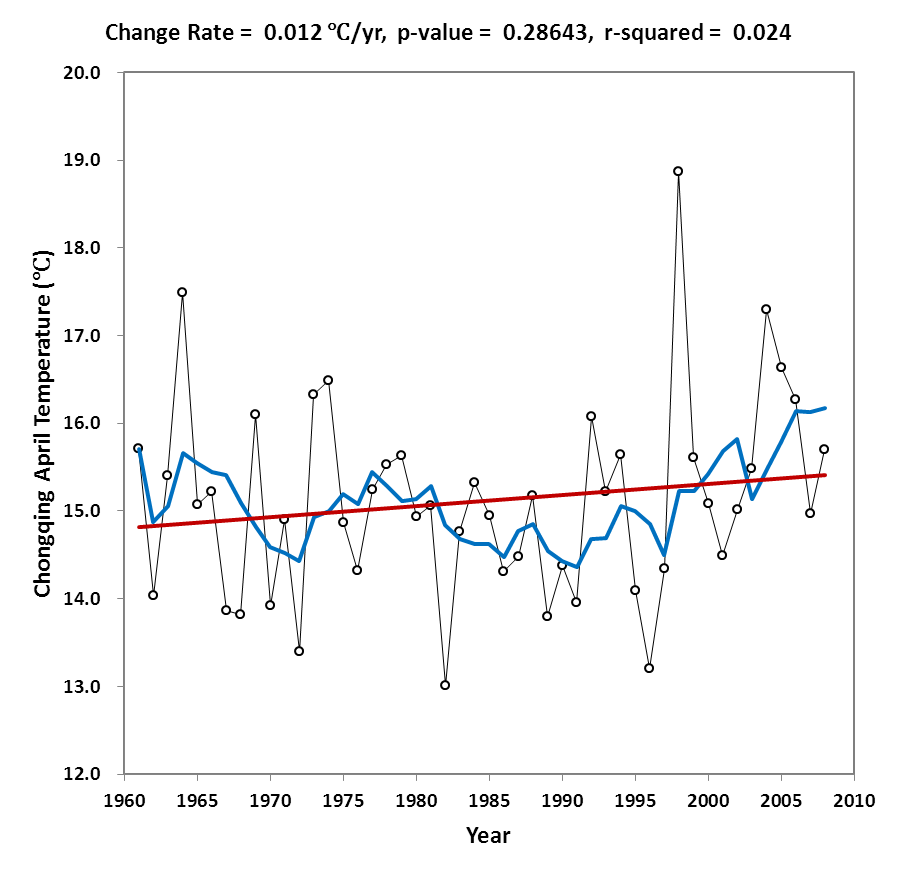 Change Rate = 0.012 ℃/yr, p-value = 0.28643, r-squared = 0.024
20.0
19.0
18.0
17.0
16.0
15.0
14.0
13.0
12.0
Chongqing April Temperature (℃)
1960 1965 1970 1975 1980 1985 1990 1995 2000 2005 2010
Year